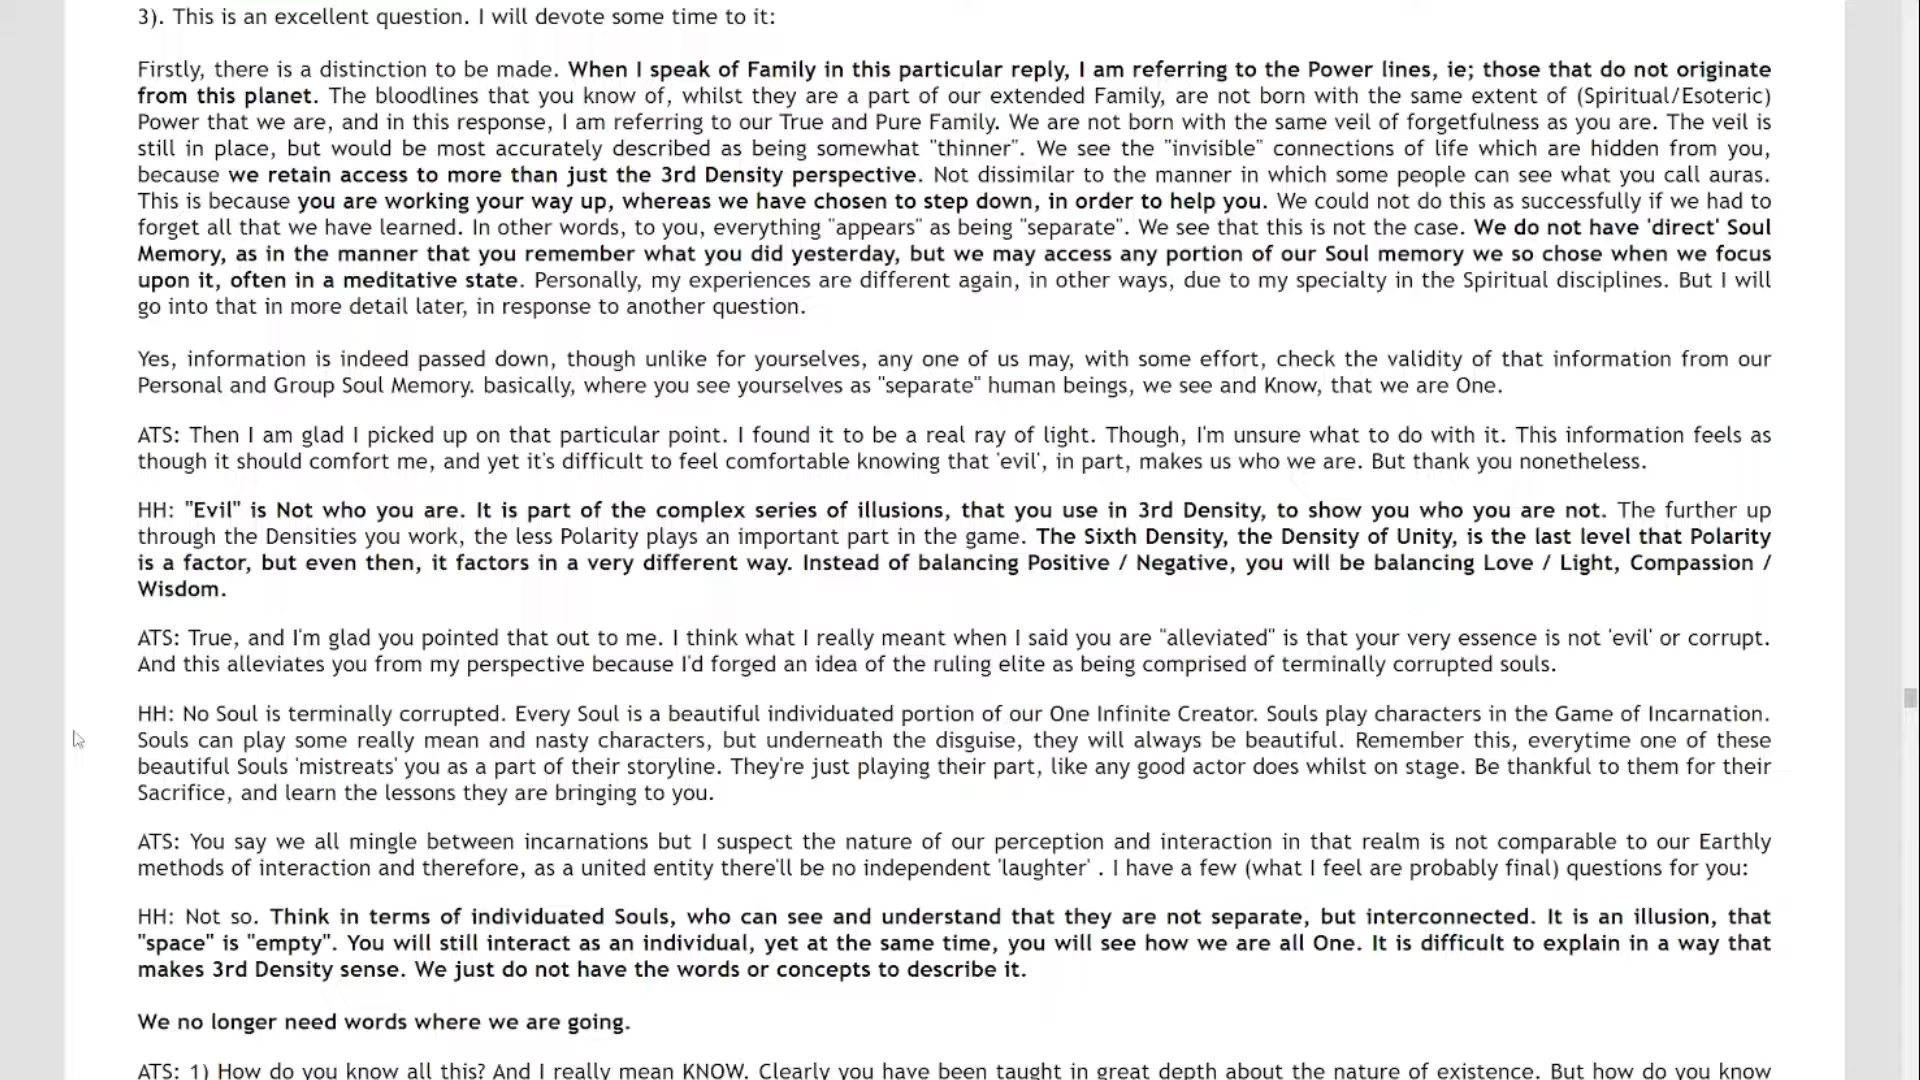 3). This is an excellent question. I will devote some time to it:
Firstly, there is a distinction to be made. When I speak of Family in this particular reply, I am referring to the Power lines, ie; those that do not originate
from this planet. The bloodlines that you know of, whilst they are a part of our extended Family, are not born with the same extent of (Spiritual/Esoteric)
Power that we are, and in this response, I am referring to our True and Pure Family. We are not born with the same veil of forgetfulness as you are. The veil is
still in place, but would be most accurately described as being somewhat "thinner". We see the "invisible" connections of life which are hidden from you,
because we retain access to more than just the 3rd Density perspective. Not dissimilar to the manner in which some people can see what you call auras.
This is because you are working your way up, whereas we have chosen to step down, in order to help you. We could not do this as successfully if we had to
forget all that we have learned. In other words, to you, everything "appears" as being "separate". We see that this is not the case. We do not have 'direct' Soul
Memory, as in the manner that you remember what you did yesterday, but we may access any portion of our Soul memory we so chose when we focus
upon it, often in a meditative state. Personally, my experiences are different again, in other ways, due to my specialty in the Spiritual disciplines. But I will
go into that in more detail later, in response to another question.
Yes, information is indeed passed down, though unlike for yourselves, any one of us may, with some effort, check the validity of that information from our
Personal and Group Soul Memory. basically, where you see yourselves as "separate" human beings, we see and Know, that we are One.
ATS: Then I am glad I picked up on that particular point. I found it to be a real ray of light. Though, I'm unsure what to do with it. This information feels as
though it should comfort me, and yet it's difficult to feel comfortable knowing that 'evil', in part, makes us who we are. But thank you nonetheless.
HH: "Evil" is Not who you are. It is part of the complex series of illusions, that you use in 3rd Density, to show you who you are not. The further up
through the Densities you work, the less Polarity plays an important part in the game. The Sixth Density, the Density of Unity, is the last level that Polarity
is a factor, but even then, it factors in a very different way. Instead of balancing Positive / Negative, you will be balancing Love / Light, Compassion /
Wisdom.
ATS: True, and I'm glad you pointed that out to me. I think what I really meant when I said you are "alleviated" is that your very essence is not 'evil' or corrupt.
And this alleviates you from my perspective because I'd forged an idea of the ruling elite as being comprised of terminally corrupted souls.
HH: No Soul is terminally corrupted. Every Soul is a beautiful individuated portion of our One Infinite Creator. Souls play characters in the Game of Incarnation.
Souls can play some really mean and nasty characters, but underneath the disguise, they will always be beautiful. Remember this, everytime one of these
beautiful Souls 'mistreats' you as a part of their storyline. They're just playing their part, like any good actor does whilst on stage. Be thankful to them for their
Sacrifice, and learn the lessons they are bringing to you.
ATS: You say we all mingle between incarnations but I suspect the nature of our perception and interaction in that realm is not comparable to our Earthly
methods of interaction and therefore, as a united entity there'll be no independent 'laughter' . I have a few (what I feel are probably final) questions for you:
HH: Not so. Think in terms of individuated Souls, who can see and understand that they are not separate, but interconnected. It is an illusion, that
"space" is "empty". You will still interact as an individual, yet at the same time, you will see how we are all One. It is difficult to explain in a way that
makes 3rd Density sense. We just do not have the words or concepts to describe it.
We no longer need words where we are going.
ATS: 1) How do you know all this? And I really mean KNOW. Clearly you have been taught in great depth about the nature of existence. But how do you know